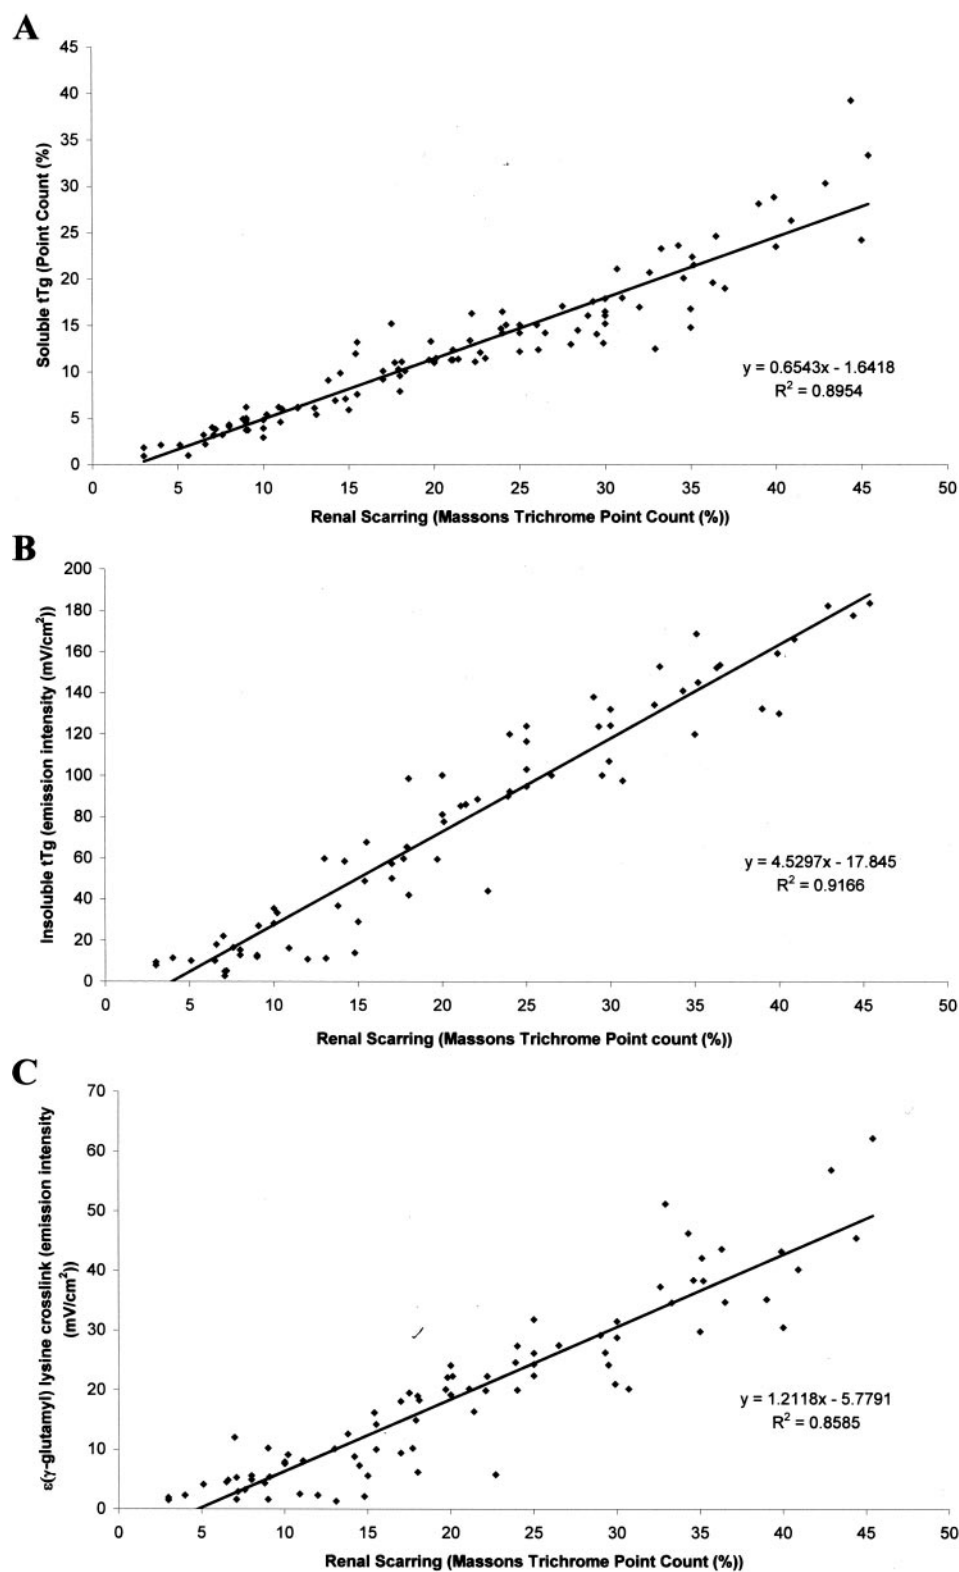 A
45
40
35
30
25
20
15
10
5
0
Soluble tTg (Point Count (%)
y = 0.6543x - 1.6418
R² = 0.8954
0 5 10 15 20 25 30 35 40 45 50
Renal Scarring (Massons Trichrome Point Count (%))
B
200
180
160
140
120
100
80
60
40
20
0
Insoluble tTg (emission intensity (mV/cm²))
y = 4.5297x - 17.845
R² = 0.9166
0 5 10 15 20 25 30 35 40 45 50
Renal Scarring (Massons Trichrome Point count (%))
C
70
60
50
40
30
20
10
0
ε(γ-glutamyl) lysine crosslink (emission intensity
(mV/cm²))
y = 1.2118x - 5.7791
R² = 0.8585
0 5 10 15 20 25 30 35 40 45 50
Renal Scarring (Massons Trichrome Point Count (%))